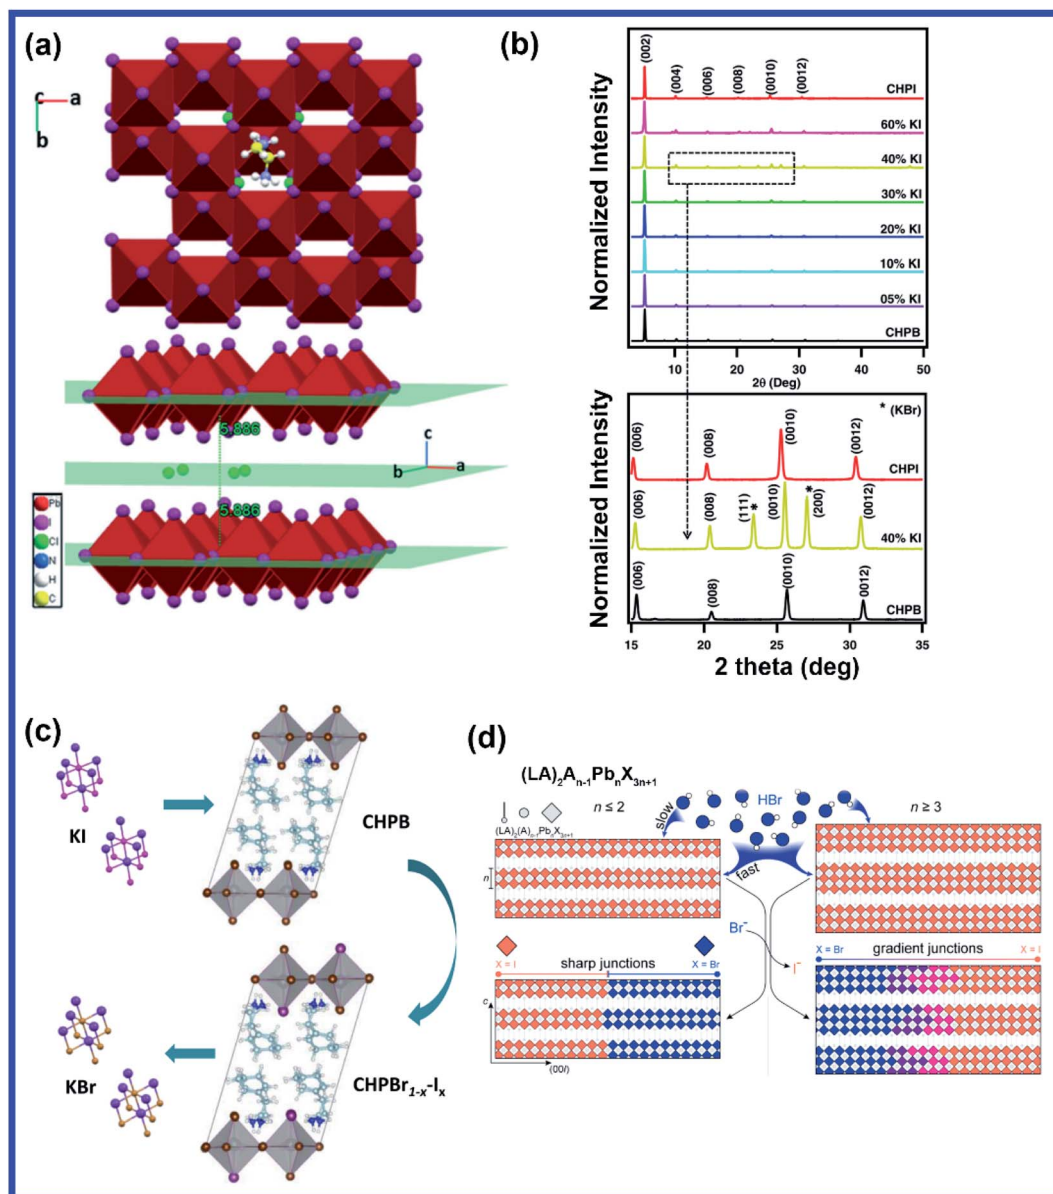 (a)
c
a
b
5.886
c
b
a
5.886
Pb
I
Cl
N
H
C
(b)
Normalized Intensity
(002)
(004)
(006)
(008)
(0010)
(0012)
CHPI
60% KI
40% KI
30% KI
20% KI
10% KI
05% KI
CHPB
10
20
30
40
50
2θ (Deg)
Normalized Intensity
* (KBr)
(006)
(008)
(0010)
(0012)
CHPI
(006)
(008)
(111)
*
(0010)
*
(200)
(0012)
40% KI
(006)
(008)
(0010)
0012)
CHPB
15
20
25
30
35
2 theta (deg)
(c)
KI
CHPB
KBr
CHPBr1-x-Ix
(d)
(LA)2An-1PbnX3n+1
n ≤ 2
HBr
n ≥ 3
slow
(LA)2(A)n-1PbnX3n+1
n
fast
Br⁻
I⁻
X = I
sharp junctions
X = Br
X = Br
gradient junctions
X = I
c
(00l)